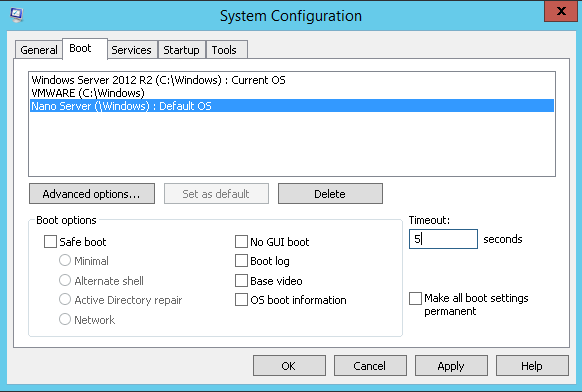 System Configuration
General Boot Services Startup Tools
Windows Server 2012 R2 (C:\Windows) : Current OS
VMWARE (C:\Windows)
Nano Server (\Windows) : Default OS
Advanced options... Set as default Delete
Boot options
Safe boot
Minimal
Alternate shell
Active Directory repair
Network
No GUI boot
Boot log
Base video
OS boot information
Timeout:
5 seconds
Make all boot settings
permanent
OK Cancel Apply Help